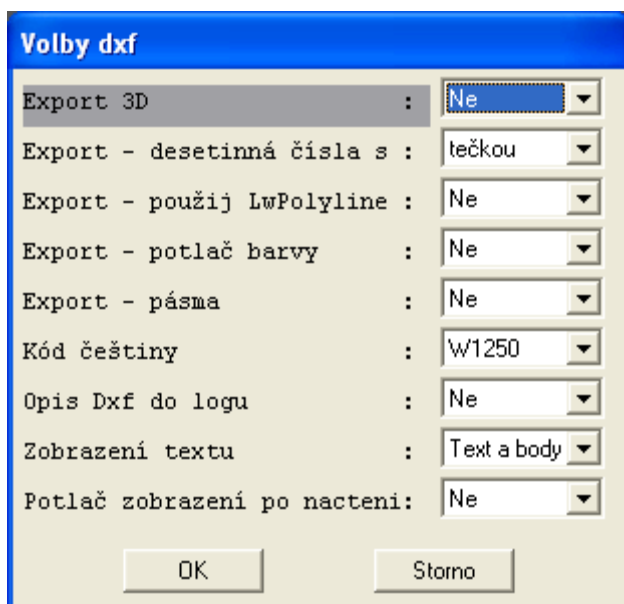 Volby dxf
Export 3D : Ne
Export - desetinná čísla s : tečkou
Export - použij LwPolyline : Ne
Export - potlač barvy : Ne
Export - pásma : Ne
Kód češtiny : W1250
Opis Dxf do logu : Ne
Zobrazení textu : Text a body
Potlač zobrazení po nacteni: Ne
OK Storno